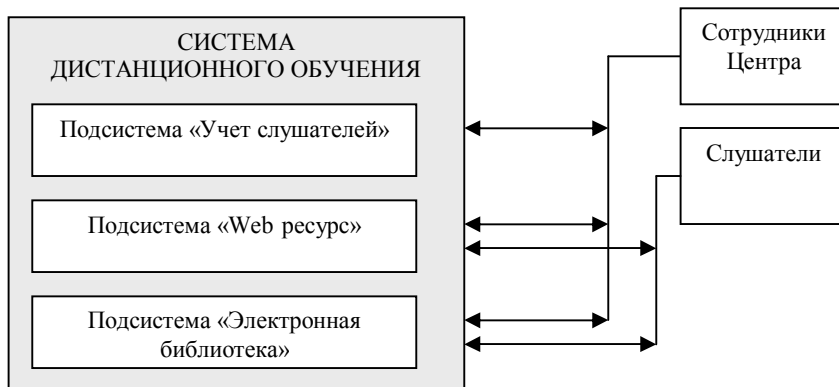 СИСТЕМА
ДИСТАНЦИОННОГО ОБУЧЕНИЯ
Подсистема «Учет слушателей»
Подсистема «Web ресурс»
Подсистема «Электронная
библиотека»
Сотрудники
Центра
Слушатели